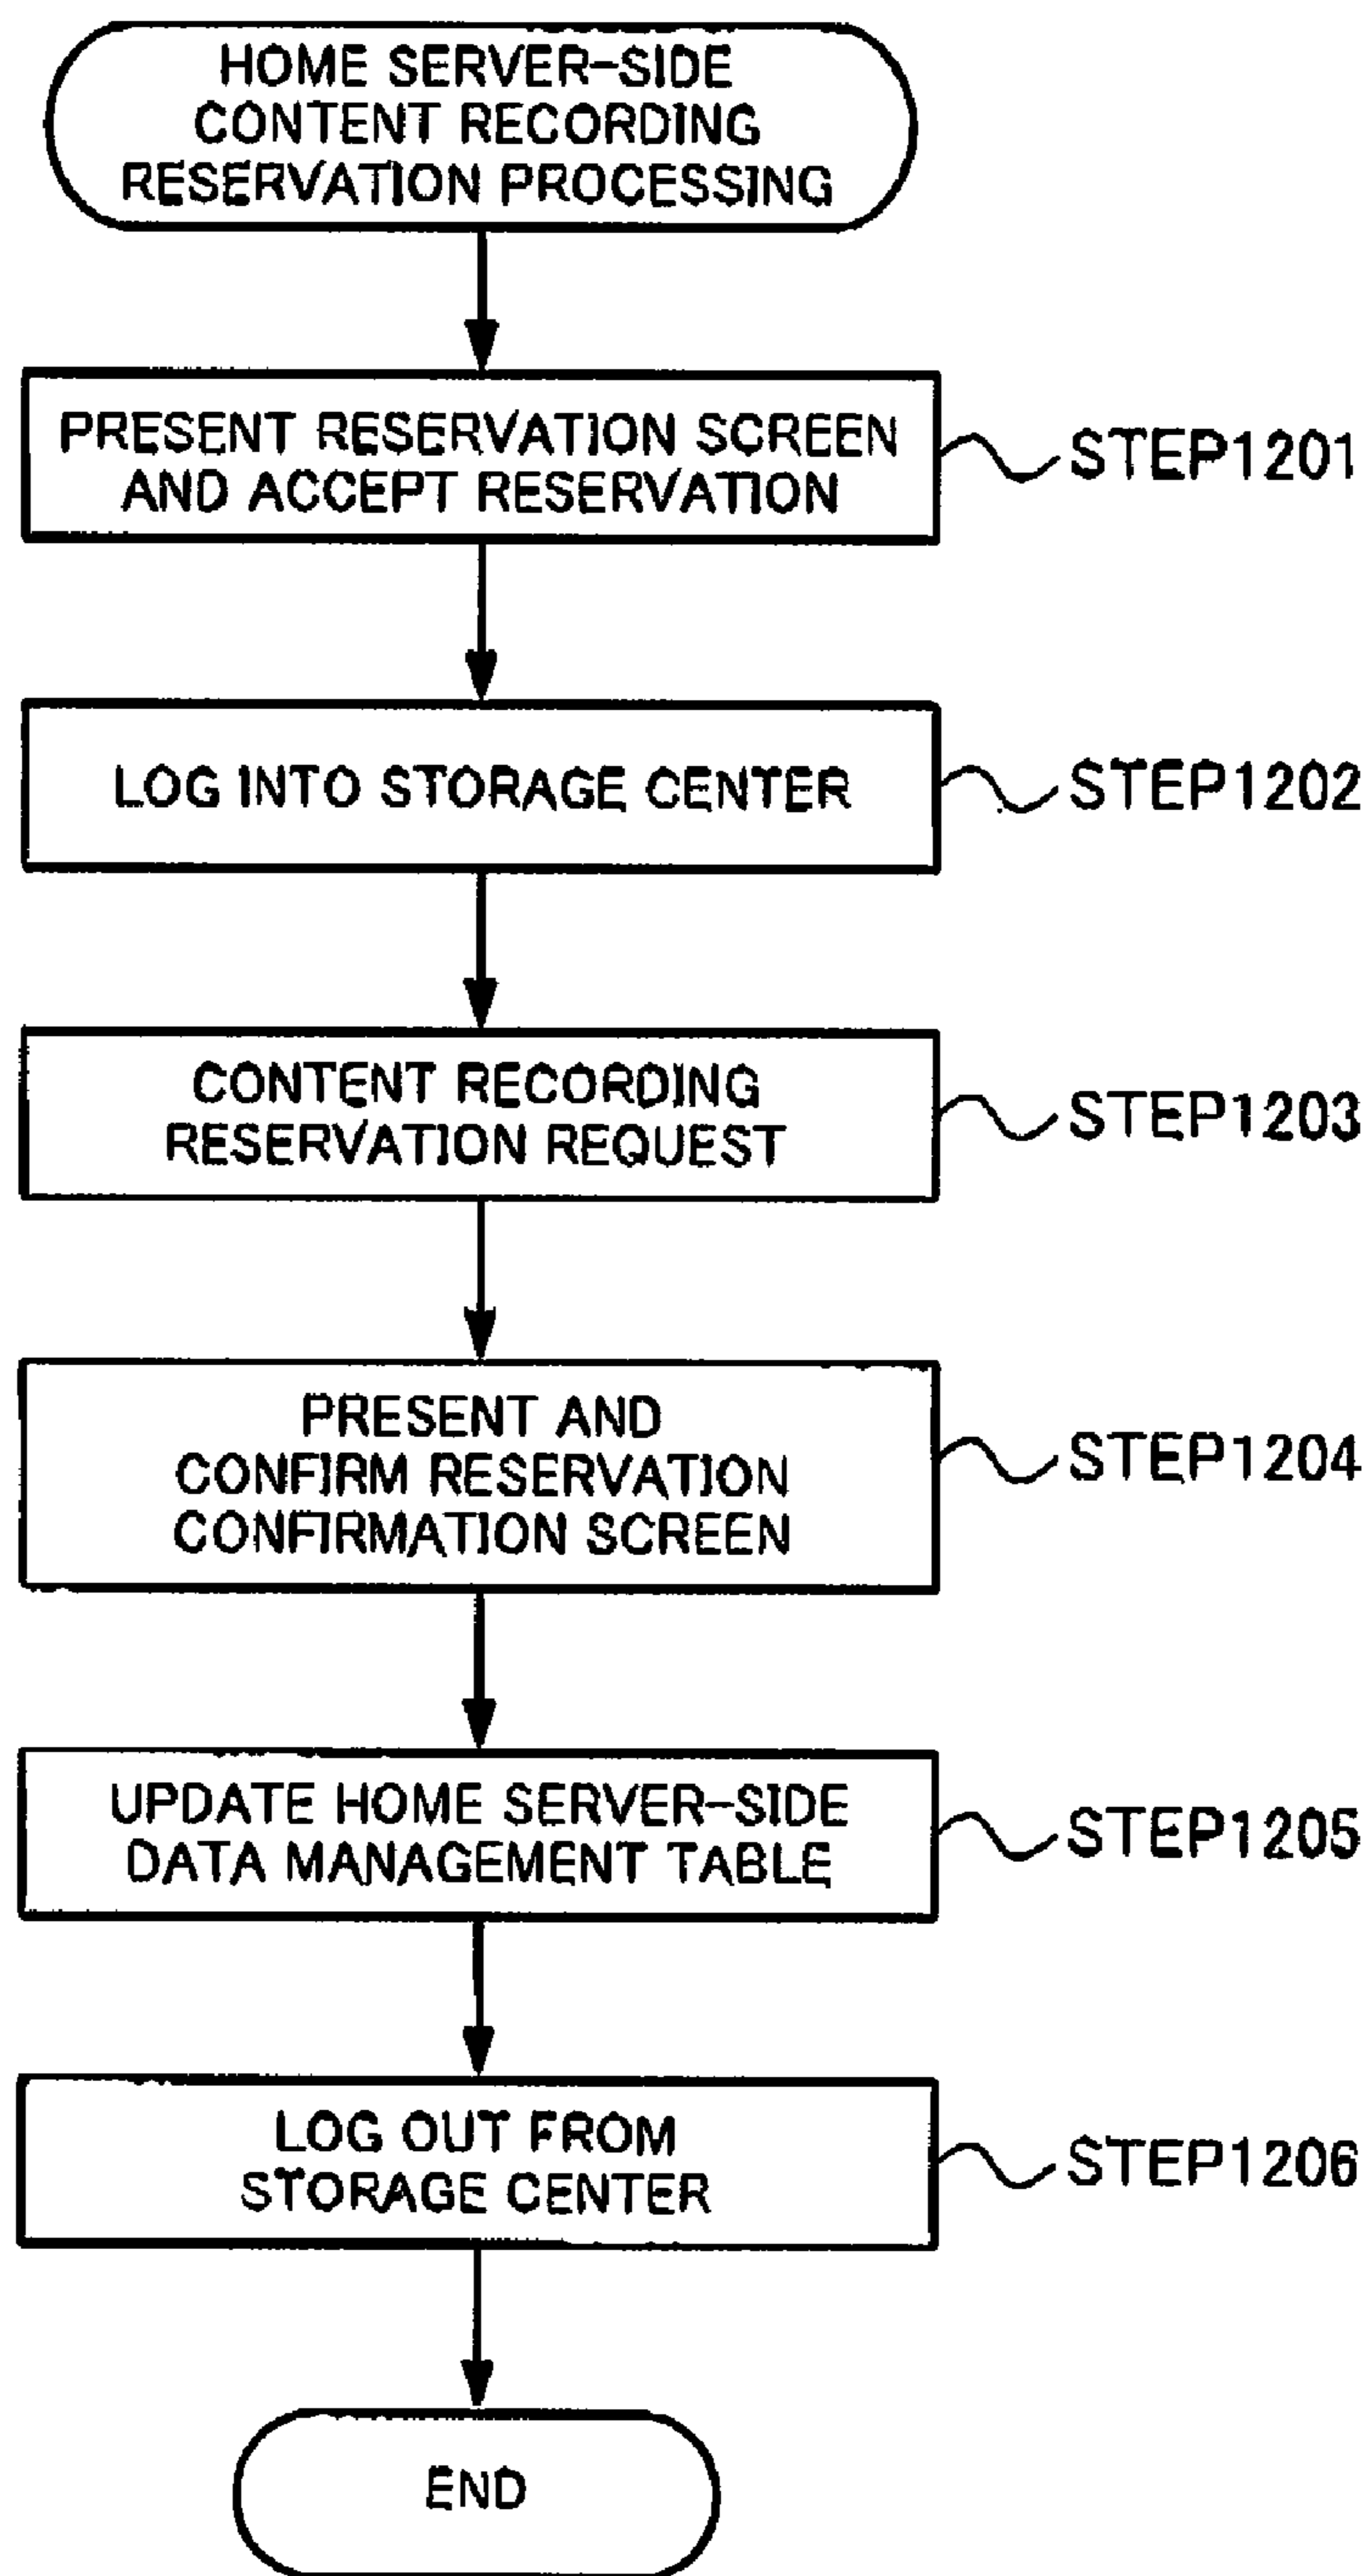 HOME SERVER-SIDE
CONTENT RECORDING
RESERVATION PROCESSING
PRESENT RESERVATION SCREEN
AND ACCEPT RESERVATION
STEP1201
LOG INTO STORAGE CENTER
STEP1202
CONTENT RECORDING
RESERVATION REQUEST
STEP1203
PRESENT AND
CONFIRM RESERVATION
CONFIRMATION SCREEN
STEP1204
UPDATE HOME SERVER-SIDE
DATA MANAGEMENT TABLE
STEP1205
LOG OUT FROM
STORAGE CENTER
STEP1206
END